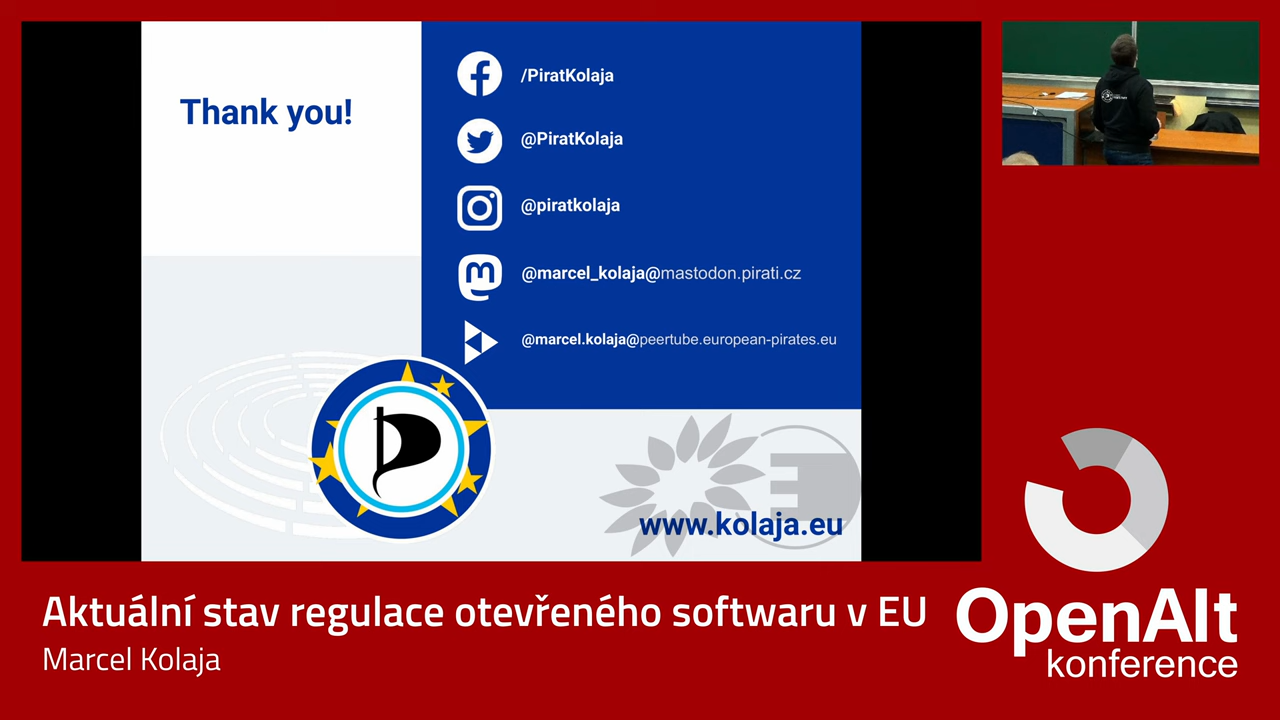 Thank you!
/PiratKolaja
@PiratKolaja
@piratkolaja
@marcel_kolaja@mastodon.pirati.cz
@marcel.kolaja@peertube.european-pirates.eu
www.kolaja.eu
Aktuální stav regulace otevřeného softwaru v EU
Marcel Kolaja
OpenAlt
konference